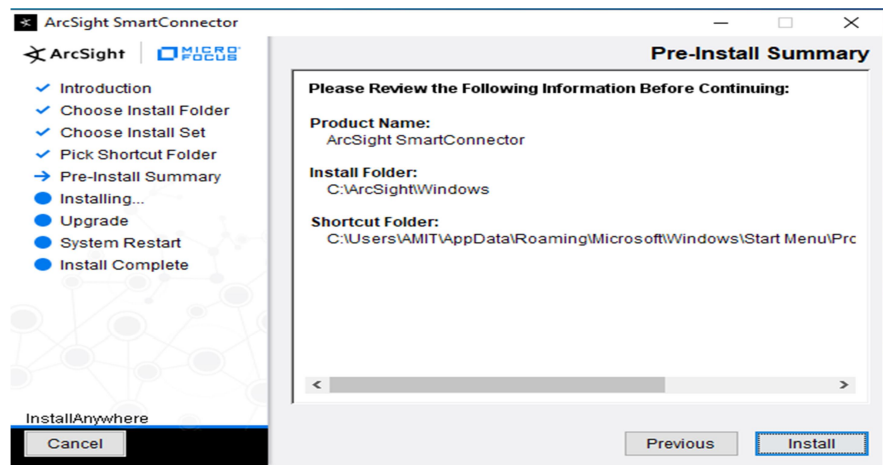 ArcSight SmartConnector
ArcSight
MICRO FOCUS
Pre-Install Summary
Introduction
Choose Install Folder
Choose Install Set
Pick Shortcut Folder
Pre-Install Summary
Installing...
Upgrade
System Restart
Install Complete
Please Review the Following Information Before Continuing:
Product Name:
ArcSight SmartConnector
Install Folder:
C:\ArcSight\Windows
Shortcut Folder:
C:\Users\AMIT\AppData\Roaming\Microsoft\Windows\Start Menu\Prc
InstallAnywhere
Cancel
Previous
Install